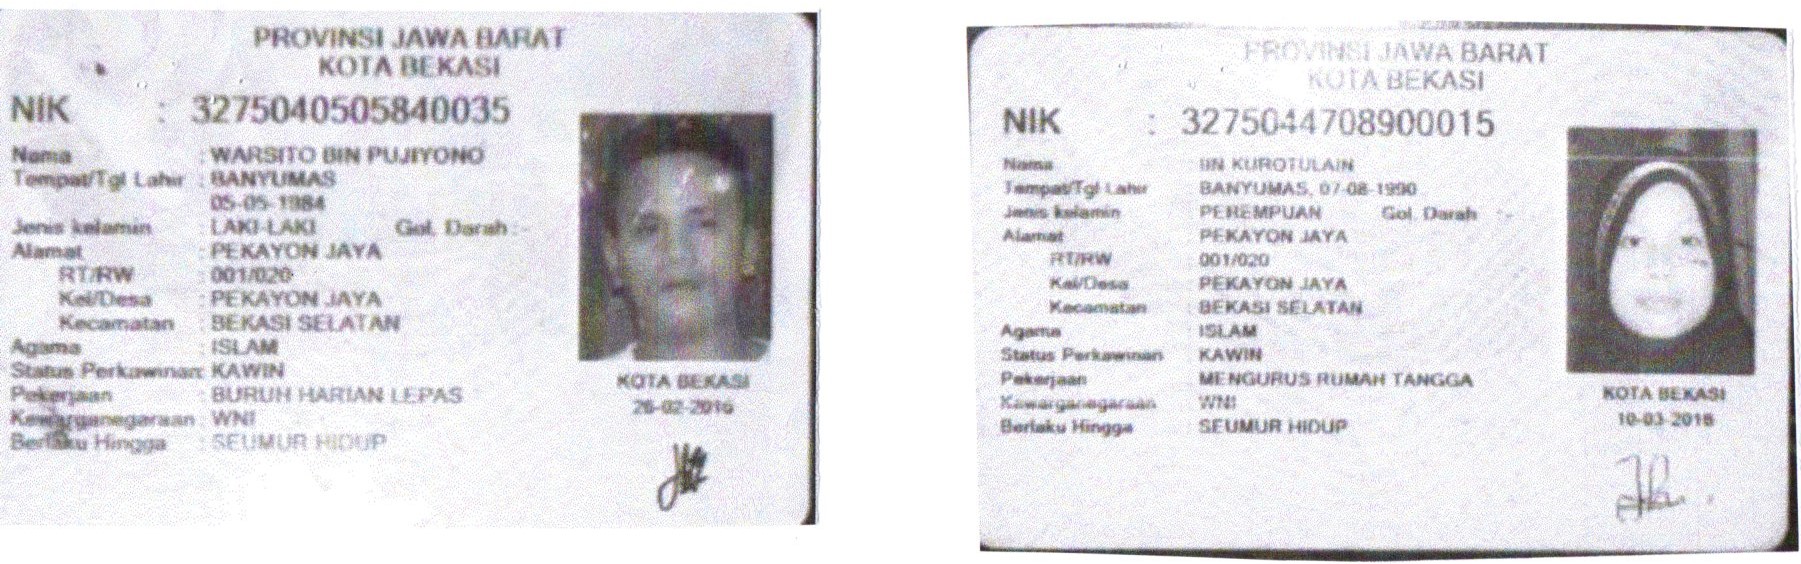 PROVINSI JAWA BARAT
KOTA BEKASI
NIK : 3275040505840035
Nama : WARSITO BIN PUJIYONO
Tempat/Tgl Lahir : BANYUMAS
05-05-1984
Jenis kelamin : LAKI-LAKI Gol. Darah :-
Alamat : PEKAYON JAYA
RT/RW : 001/020
Kel/Desa : PEKAYON JAYA
Kecamatan : BEKASI SELATAN
Agama : ISLAM
Status Perkawinan: KAWIN
Pekerjaan : BURUH HARIAN LEPAS
Kewarganegaraan : WNI
Berlaku Hingga : SEUMUR HIDUP
KOTA BEKASI
26-02-2016
PROVINSI JAWA BARAT
KOTA BEKASI
NIK : 3275044708900015
Nama : IIN KUROTULAIN
Tempat/Tgl Lahir : BANYUMAS, 07-08-1990
Jenis kelamin : PEREMPUAN Gol. Darah :-
Alamat : PEKAYON JAYA
RT/RW : 001/020
Kel/Desa : PEKAYON JAYA
Kecamatan : BEKASI SELATAN
Agama : ISLAM
Status Perkawinan : KAWIN
Pekerjaan : MENGURUS RUMAH TANGGA
Kewarganegaraan : WNI
Berlaku Hingga : SEUMUR HIDUP
KOTA BEKASI